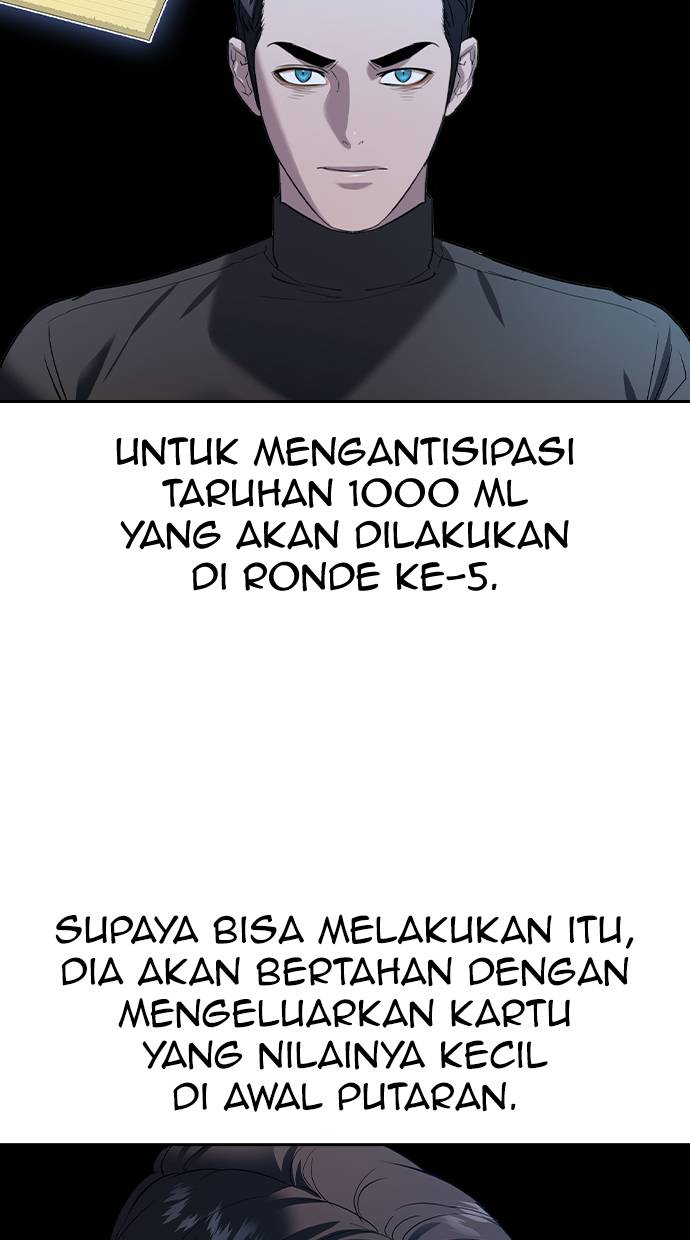 UNTUK MENGANTISIPASI
TARUHAN 1000 ML
YANG AKAN DILAKUKAN
DI RONDE KE-5.
SUPAYA BISA MELAKUKAN ITU,
DIA AKAN BERTAHAN DENGAN
MENGELUARKAN KARTU
YANG NILAINYA KECIL
DI AWAL PUTARAN.